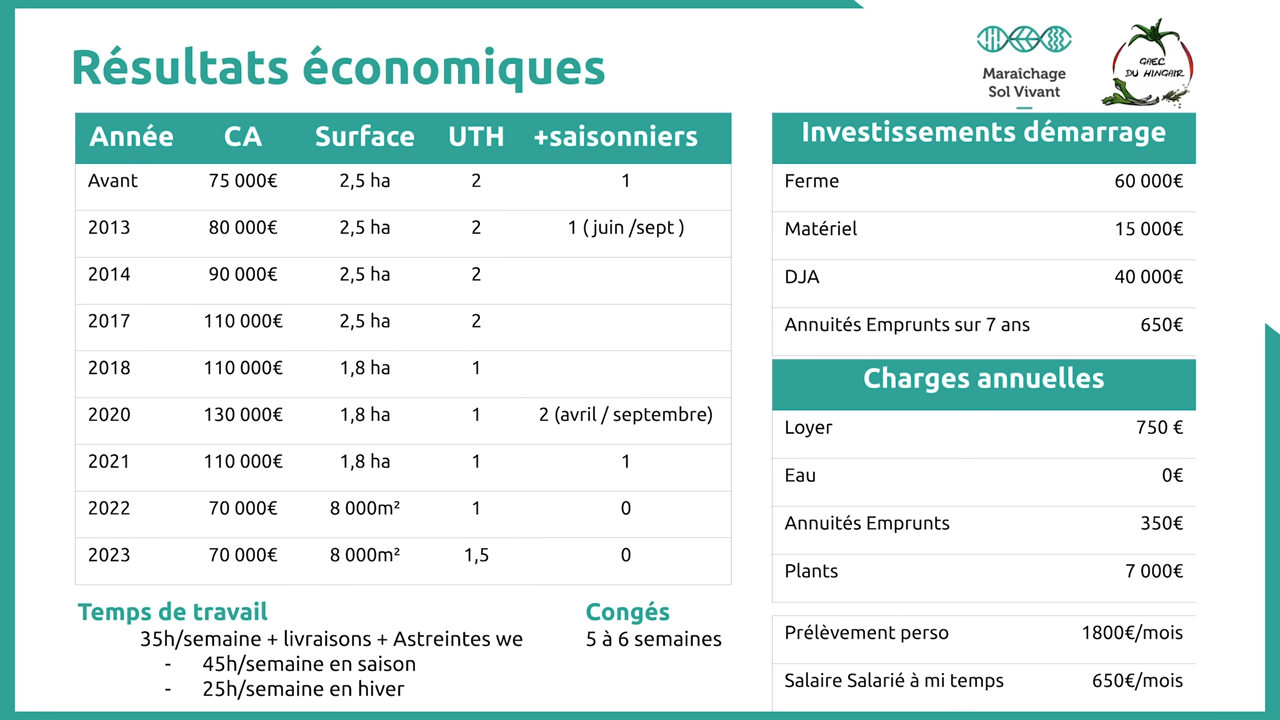 Résultats économiques
Maraîchage
Sol Vivant
GAEC
DU HINGAIR
Année CA Surface UTH +saisonniers
Avant 75 000€ 2,5 ha 2 1
2013 80 000€ 2,5 ha 2 1 ( juin /sept )
2014 90 000€ 2,5 ha 2
2017 110 000€ 2,5 ha 2
2018 110 000€ 1,8 ha 1
2020 130 000€ 1,8 ha 1 2 (avril / septembre)
2021 110 000€ 1,8 ha 1 1
2022 70 000€ 8 000m² 1 0
2023 70 000€ 8 000m² 1,5 0
Temps de travail
35h/semaine + livraisons + Astreintes we
- 45h/semaine en saison
- 25h/semaine en hiver
Congés
5 à 6 semaines
Investissements démarrage
Ferme 60 000€
Matériel 15 000€
DJA 40 000€
Annuités Emprunts sur 7 ans 650€
Charges annuelles
Loyer 750 €
Eau 0€
Annuités Emprunts 350€
Plants 7 000€
Prélèvement perso 1800€/mois
Salaire Salarié à mi temps 650€/mois